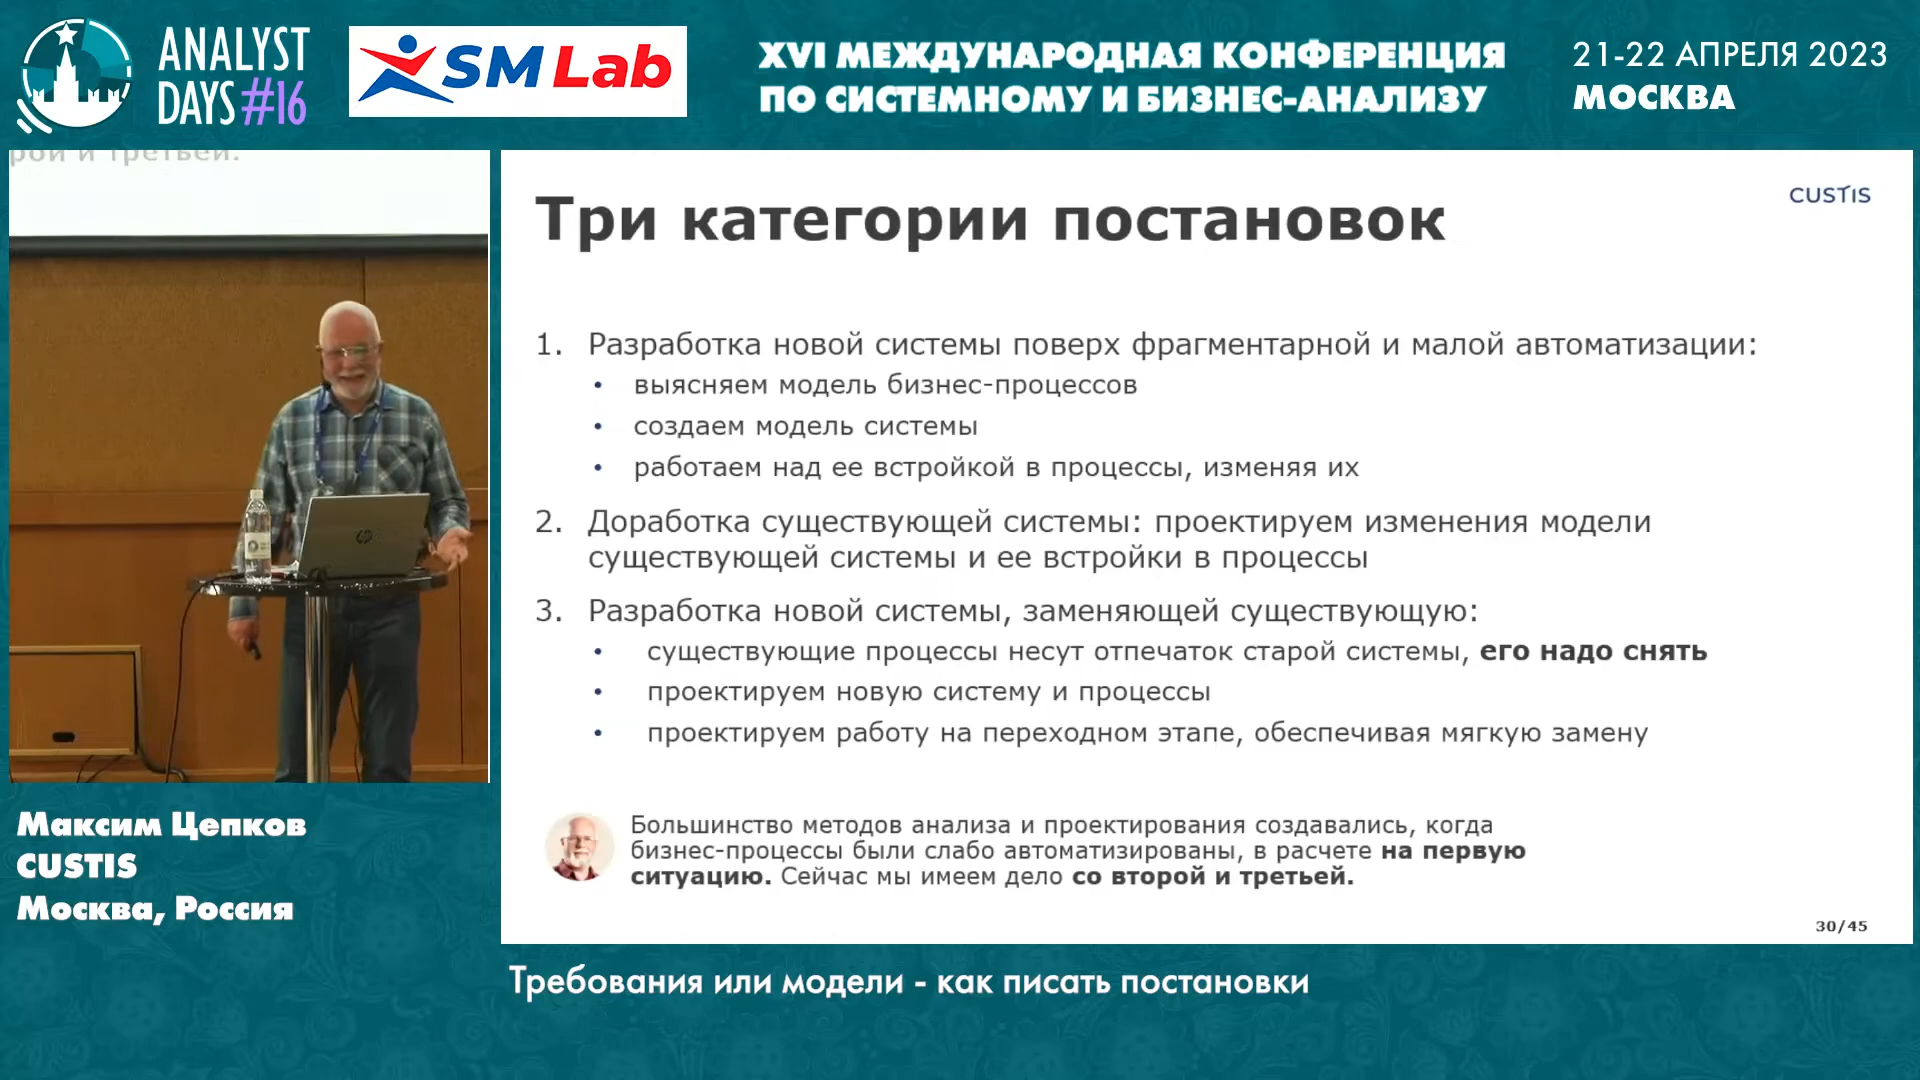 ANALYST
DAYS #16
SM Lab
XVI МЕЖДУНАРОДНАЯ КОНФЕРЕНЦИЯ
ПО СИСТЕМНОМУ И БИЗНЕС-АНАЛИЗУ
21-22 АПРЕЛЯ 2023
МОСКВА
рой и третьей.
CUSTIS
Три категории постановок
1. Разработка новой системы поверх фрагментарной и малой автоматизации:
• выясняем модель бизнес-процессов
• создаем модель системы
• работаем над ее встройкой в процессы, изменяя их
2. Доработка существующей системы: проектируем изменения модели
существующей системы и ее встройки в процессы
3. Разработка новой системы, заменяющей существующую:
• существующие процессы несут отпечаток старой системы, его надо снять
• проектируем новую систему и процессы
• проектируем работу на переходном этапе, обеспечивая мягкую замену
Большинство методов анализа и проектирования создавались, когда
бизнес-процессы были слабо автоматизированы, в расчете на первую
ситуацию. Сейчас мы имеем дело со второй и третьей.
30/45
hp
Максим Цепков
CUSTIS
Москва, Россия
Требования или модели - как писать постановки